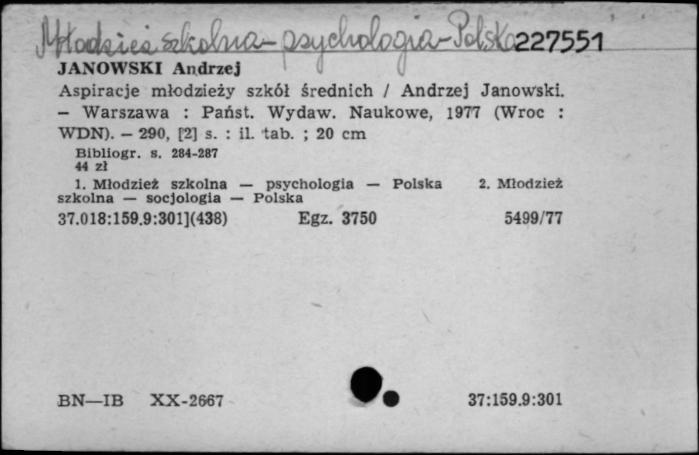 Młodzież szkolna - psychologia - Polska 227551
JANOWSKI Andrzej
Aspiracje młodzieży szkół średnich / Andrzej Janowski.
— Warszawa : Państ. Wydaw. Naukowe, 1977 (Wroc :
WDN). — 290, [2] s. : il. tab. ; 20 cm
Bibliogr. s. 284-287
44 zł
1. Młodzież szkolna — psychologia — Polska 2. Młodzież
szkolna — socjologia — Polska
37.018:159.9:301](438) Egz. 3750 5499/77
BN—IB XX-2667 37:159.9:301